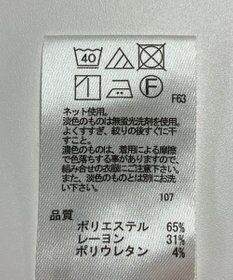 40
F
F63
ネット使用。
淡色のものは無蛍光洗剤を使用。
よくすすぎ、絞りの後すぐに干
すこと。
濃色のものは、着用による摩擦
で色落ちする事がありますので、
組み合せの衣服にご注意下さい。
また、淡色のものとは別にお洗
い下さい。
107
品質
ポリエステル 65%
レーヨン 31%
ポリウレタン 4%